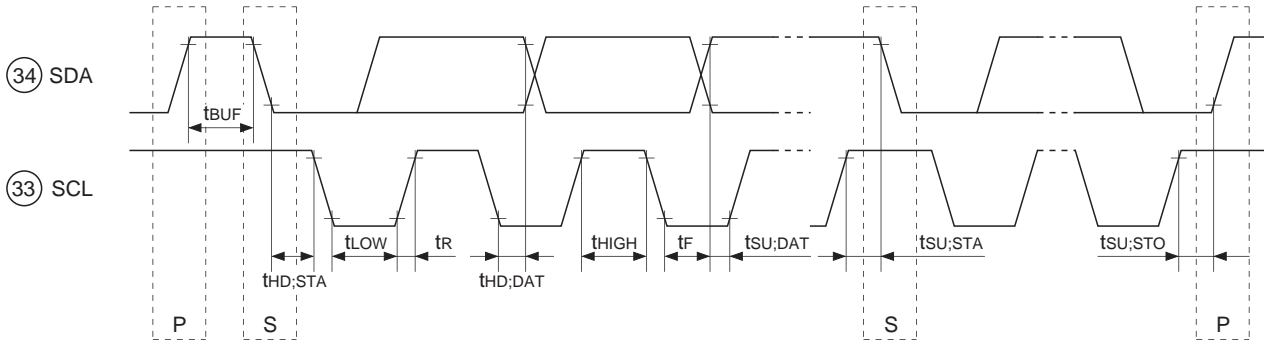 34 SDA
tBUF
33 SCL
tLOW tR tHIGH tF tSU;DAT tSU;STA tSU;STO
tHD;STA tHD;DAT
P S S P